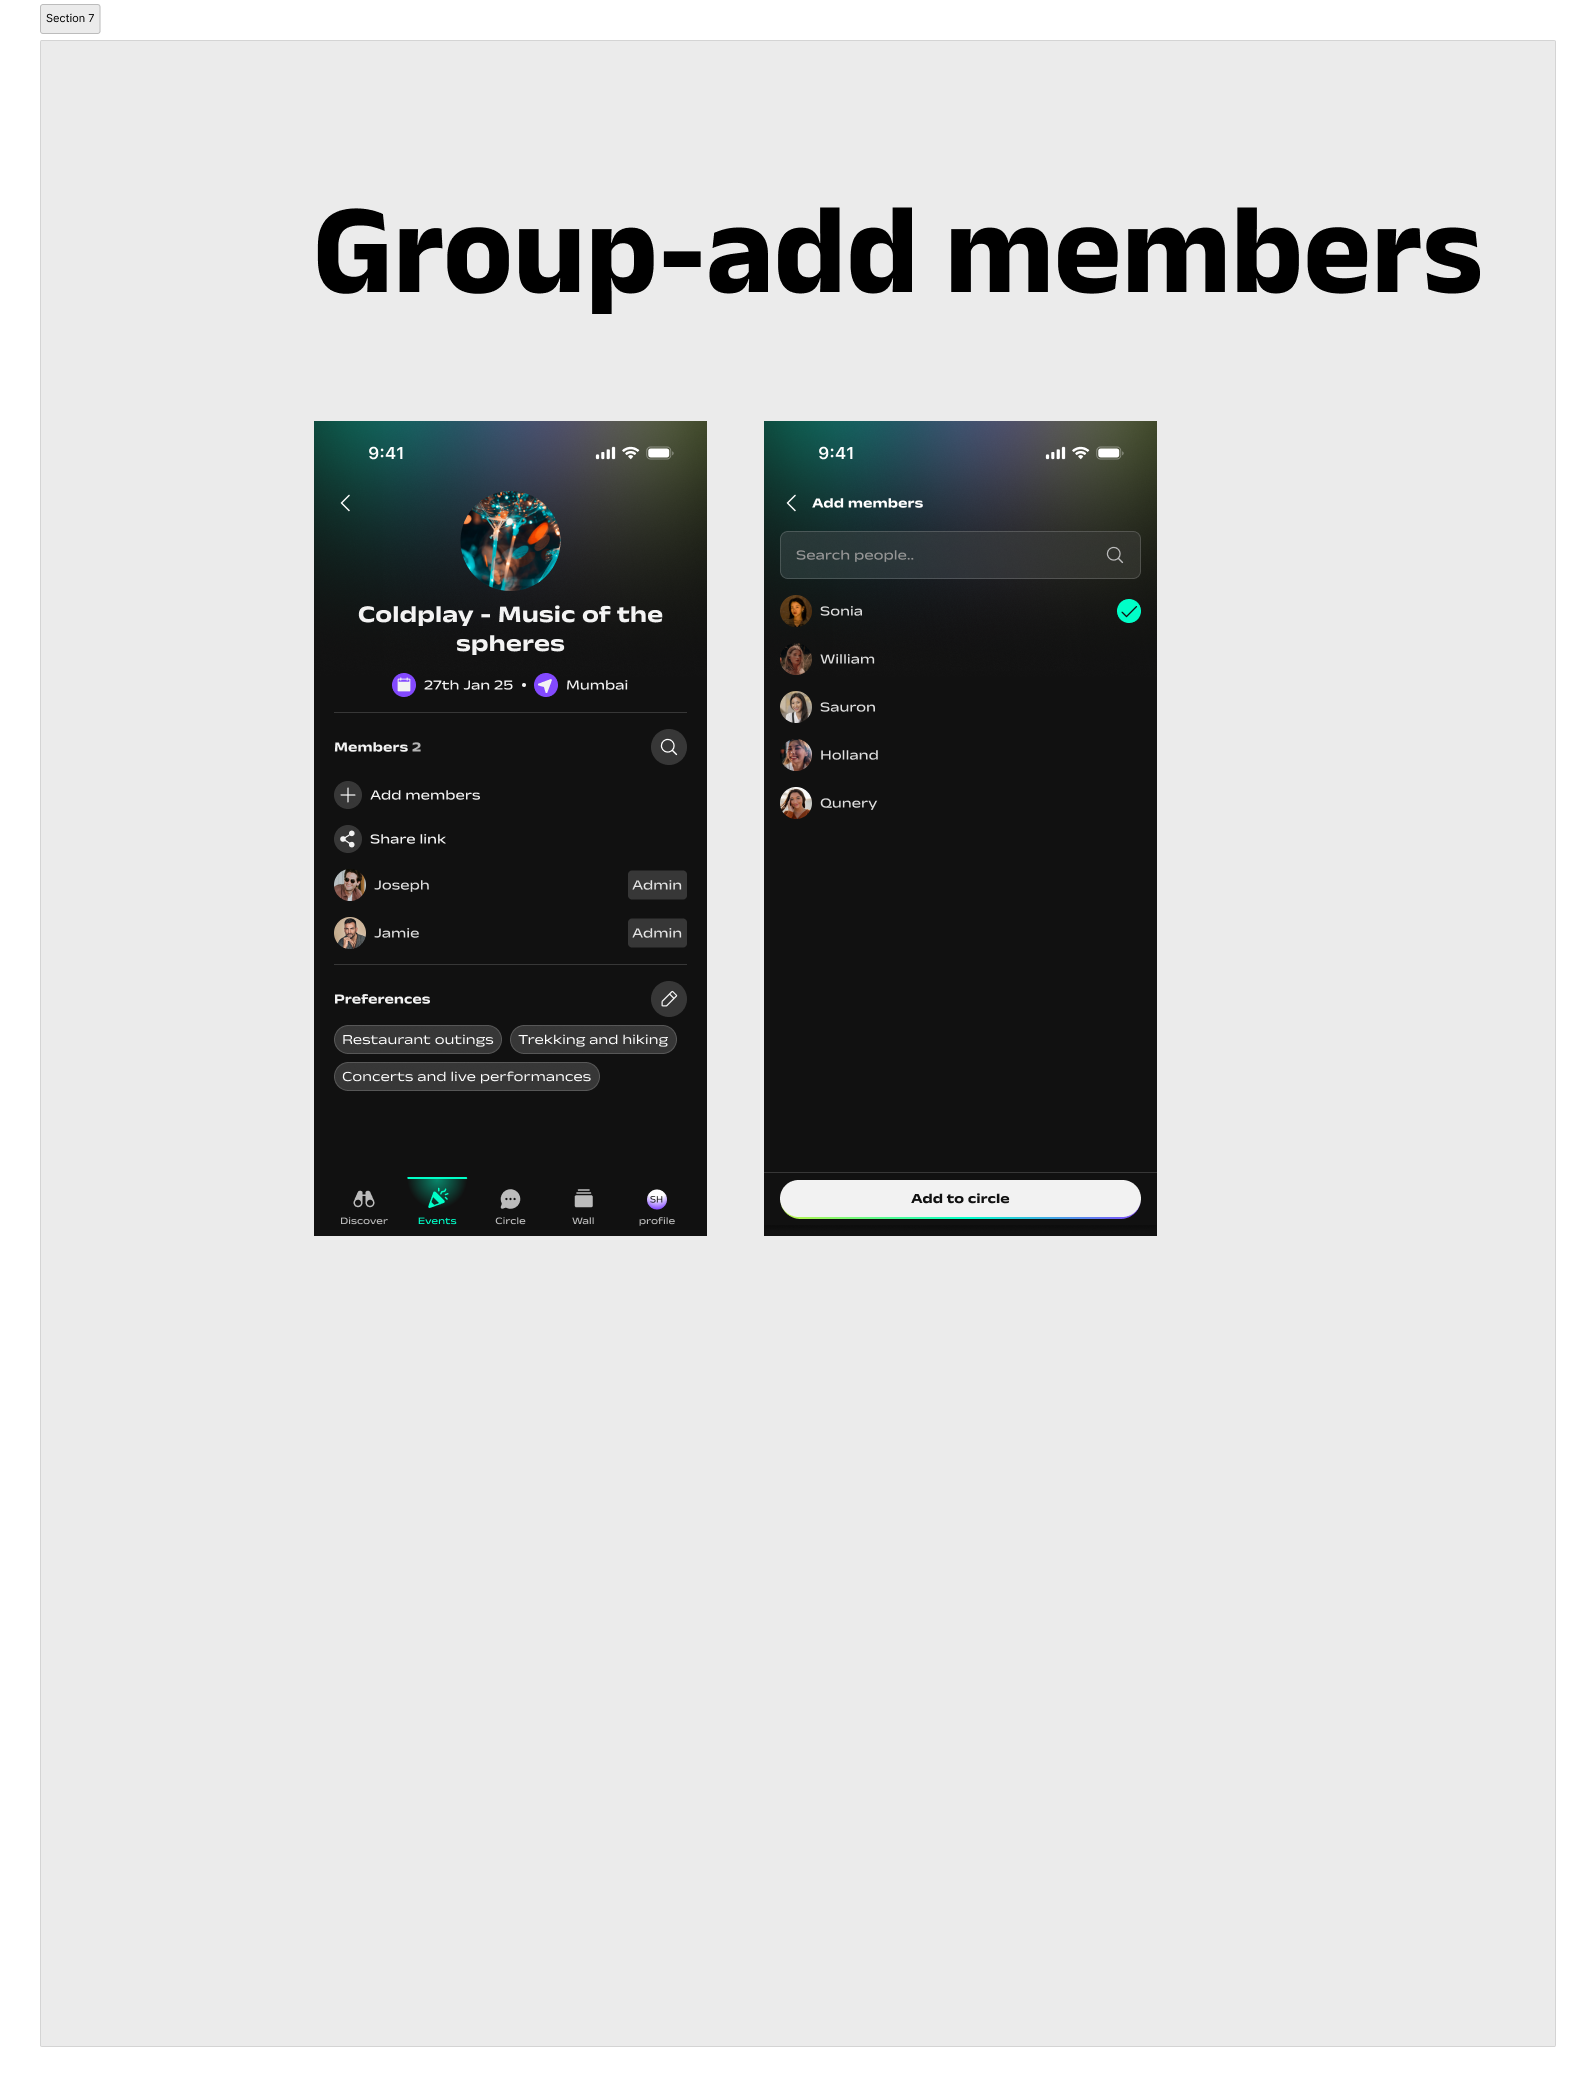 Section 7
Group-add members
9:41
Coldplay - Music of the
spheres
27th Jan 25 • Mumbai
Members 2
Add members
Share link
Joseph Admin
Jamie Admin
Preferences
Restaurant outings Trekking and hiking
Concerts and live performances
Discover Events Circle Wall SH profile
9:41
Add members
Search people..
Sonia
William
Sauron
Holland
Qunery
Add to circle